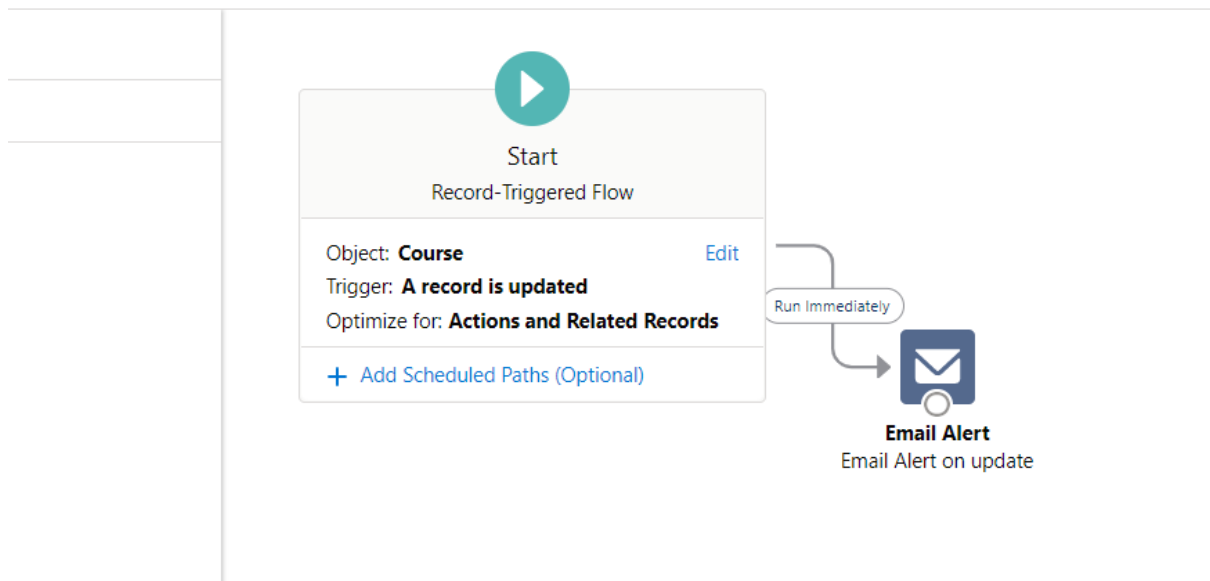 Start
Record-Triggered Flow
Object: Course Edit
Trigger: A record is updated
Optimize for: Actions and Related Records
+ Add Scheduled Paths (Optional)
Run Immediately
Email Alert
Email Alert on update